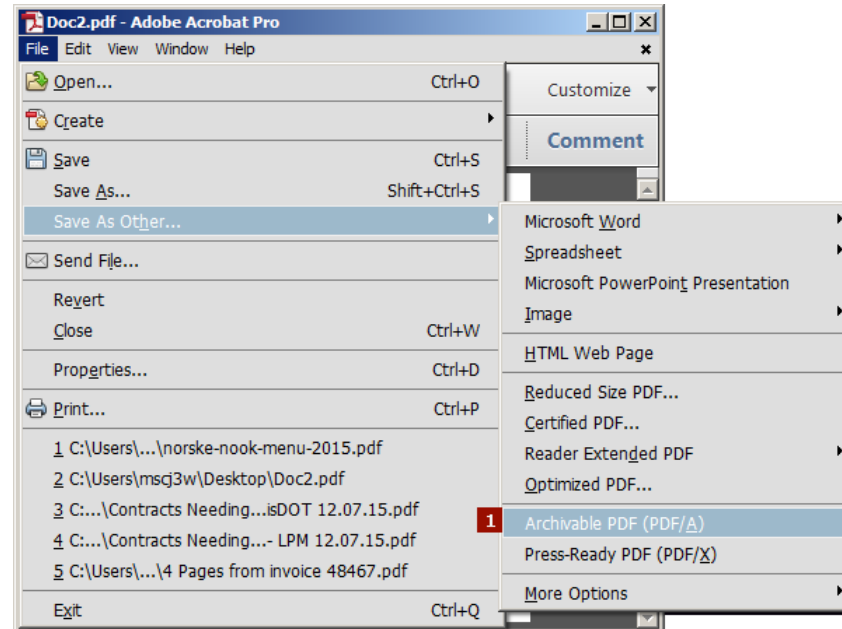 Doc2.pdf - Adobe Acrobat Pro
File Edit View Window Help
Open... Ctrl+O
Customize
Create
Comment
Save Ctrl+S
Save As... Shift+Ctrl+S
Save As Other...
Send File...
Revert
Close Ctrl+W
Properties... Ctrl+D
Print... Ctrl+P
1 C:\Users\...\norske-nook-menu-2015.pdf
2 C:\Users\mscj3w\Desktop\Doc2.pdf
3 C:...\Contracts Needing...isDOT 12.07.15.pdf
4 C:...\Contracts Needing...- LPM 12.07.15.pdf
5 C:\Users\...\4 Pages from invoice 48467.pdf
Exit Ctrl+Q
Microsoft Word
Spreadsheet
Microsoft PowerPoint Presentation
Image
HTML Web Page
Reduced Size PDF...
Certified PDF...
Reader Extended PDF
Optimized PDF...
1 Archivable PDF (PDF/A)
Press-Ready PDF (PDF/X)
More Options